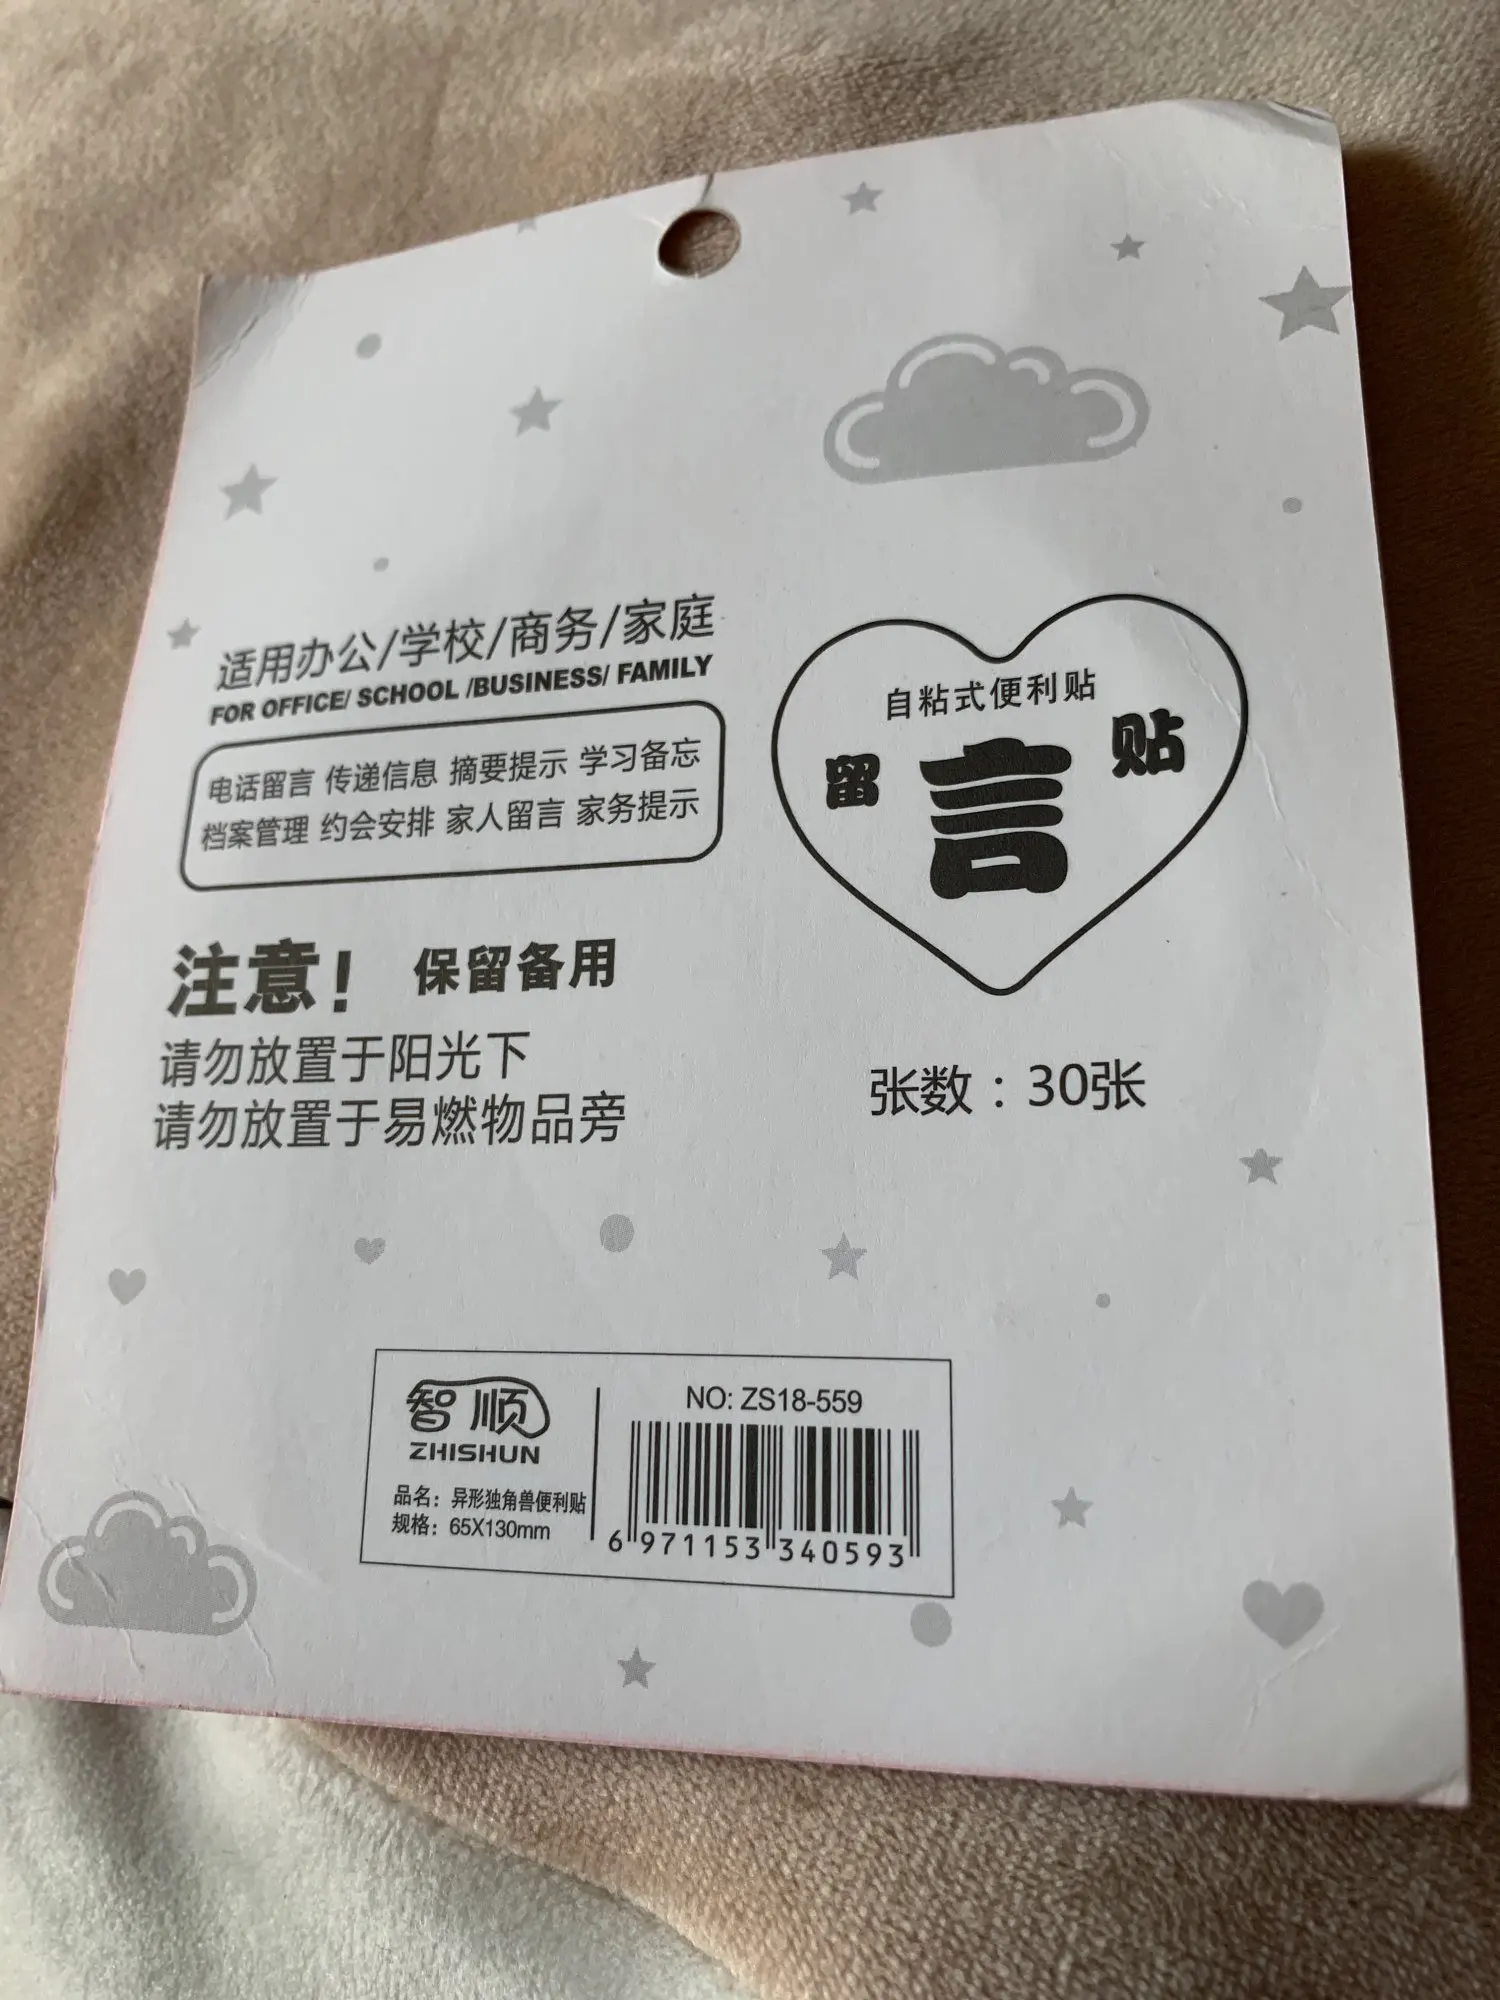 适用办公/学校/商务/家庭
FOR OFFICE/ SCHOOL /BUSINESS/ FAMILY
电话留言 传递信息 摘要提示 学习备忘
档案管理 约会安排 家人留言 家务提示
注意! 保留备用
请勿放置于阳光下
请勿放置于易燃物品旁
自粘式便利贴
留言贴
张数：30张
智顺
ZHISHUN
品名：异形独角兽便利贴
规格：65X130mm
NO: ZS18-559
6 971153 340593